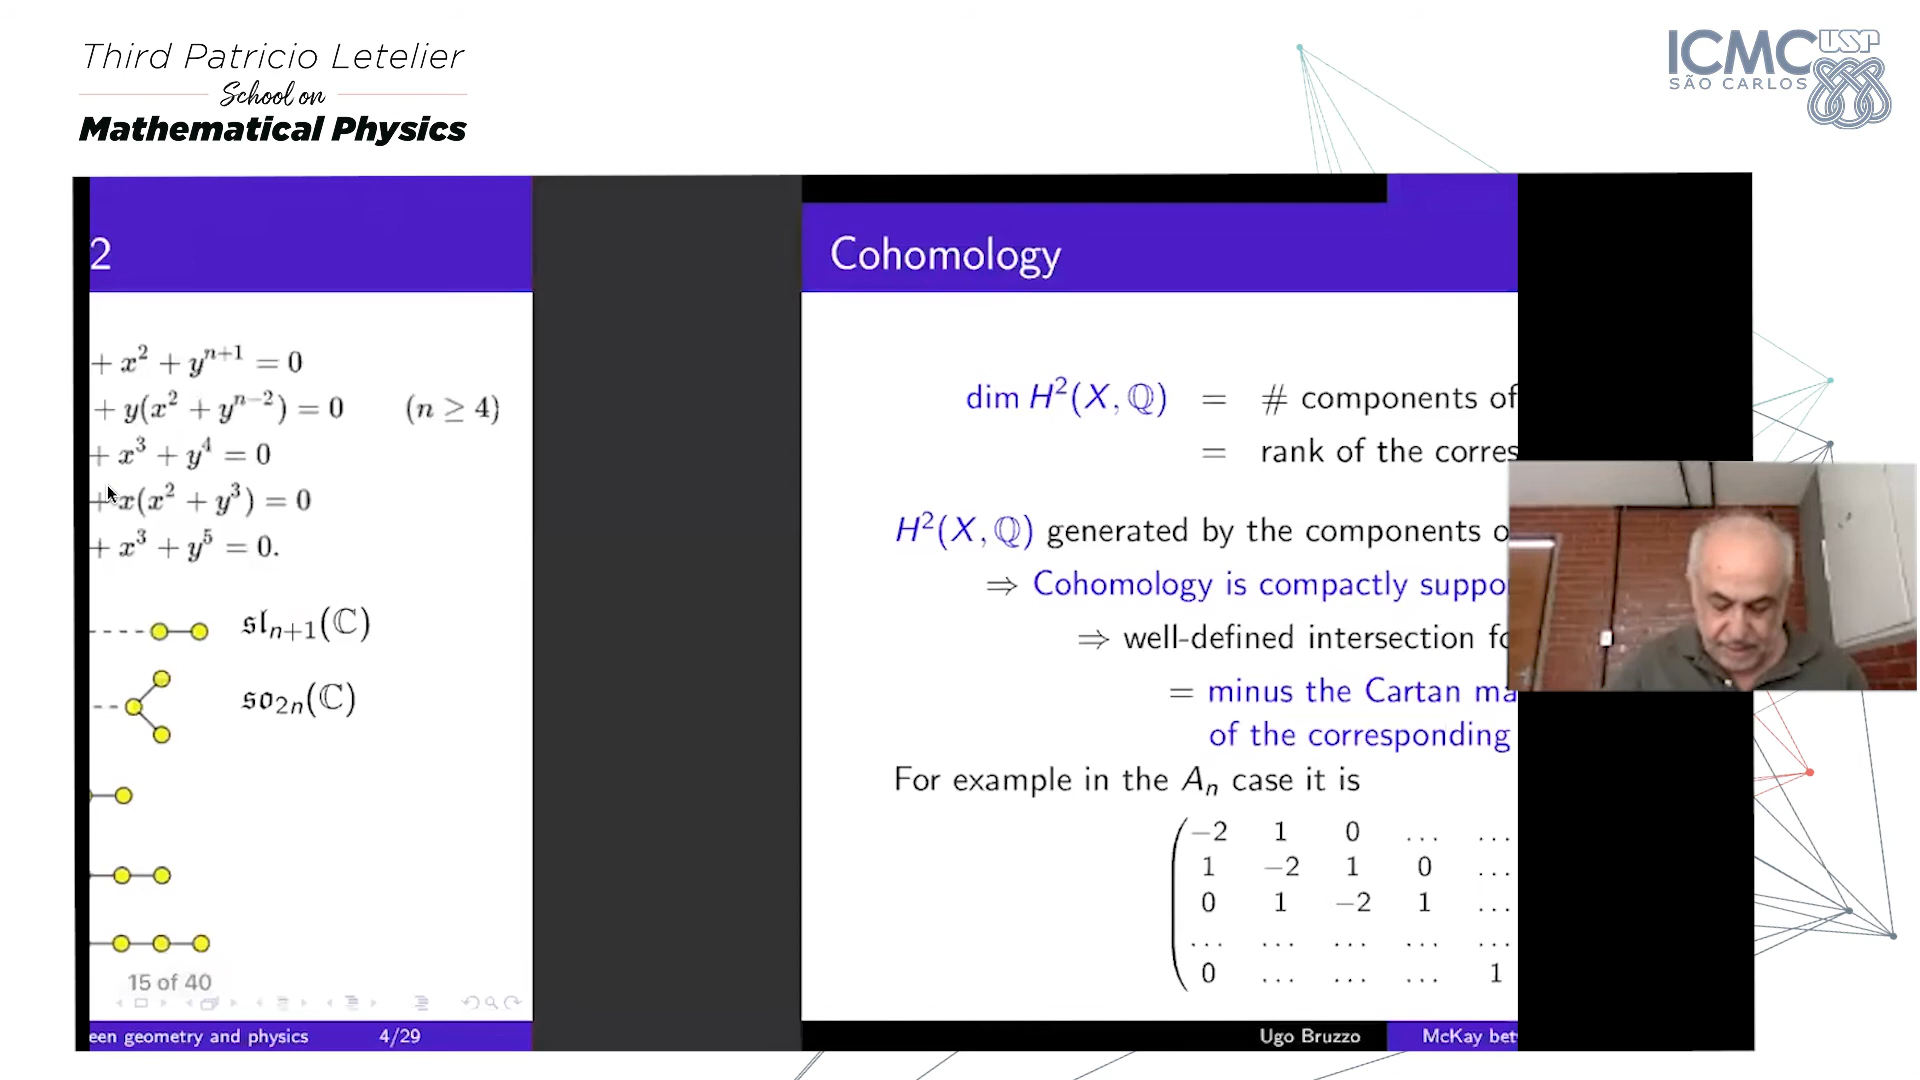 Third Patricio Letelier
School on
Mathematical Physics
ICMC USP
SÃO CARLOS
2
+ x² + yⁿ⁺¹ = 0
+ y(x² + yⁿ⁻²) = 0 (n ≥ 4)
+ x³ + y⁴ = 0
+ x(x² + y³) = 0
+ x³ + y⁵ = 0.
𝔰𝔩ₙ₊₁(ℂ)
𝔰𝔬₂ₙ(ℂ)
15 of 40
een geometry and physics 4/29
Cohomology
dim H²(X, ℚ) = # components of
= rank of the corres
H²(X, ℚ) generated by the components o
⇒ Cohomology is compactly suppo
⇒ well-defined intersection fo
= minus the Cartan ma
of the corresponding
For example in the Aₙ case it is
−2 1 0 ... ...
1 −2 1 0 ...
0 1 −2 1 ...
... ... ... ... ...
0 ... ... ... 1
Ugo Bruzzo McKay bet